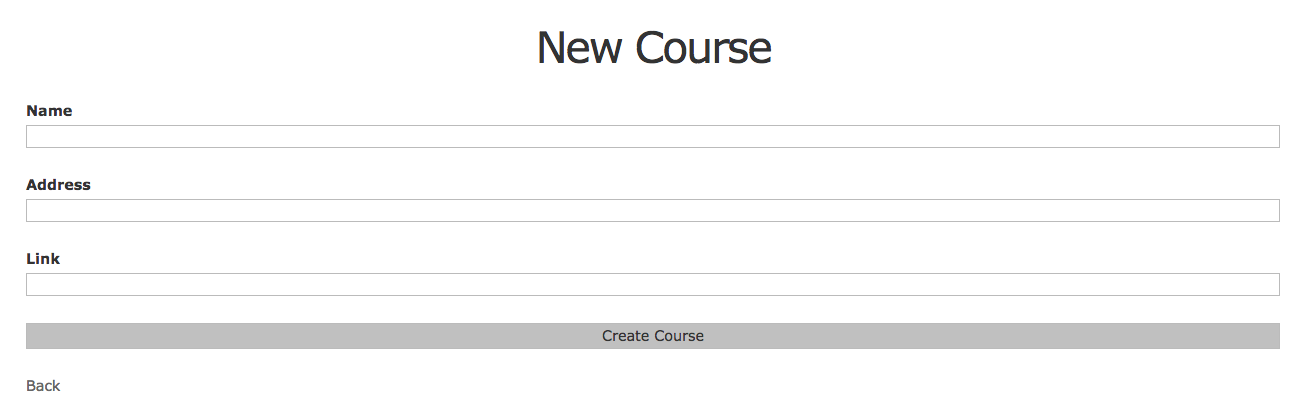 New Course
Name
Address
Link
Create Course
Back